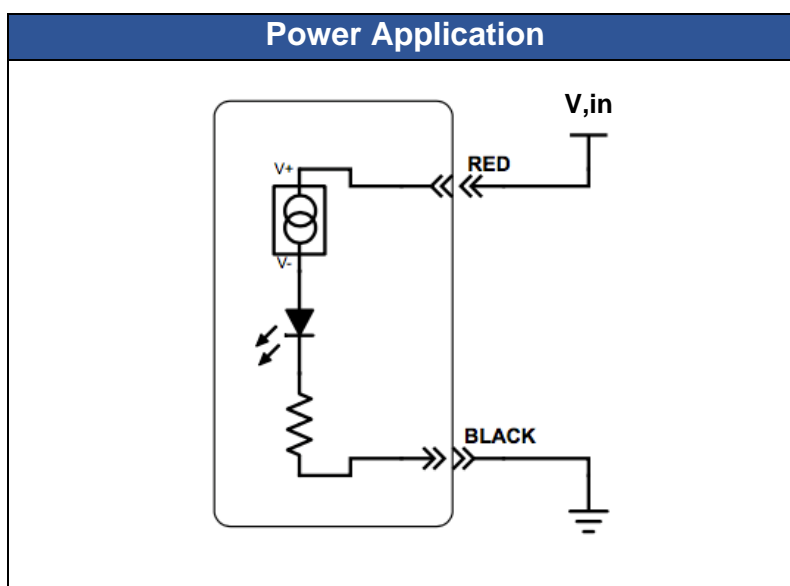 Power Application
V,in
RED
V+
V-
BLACK